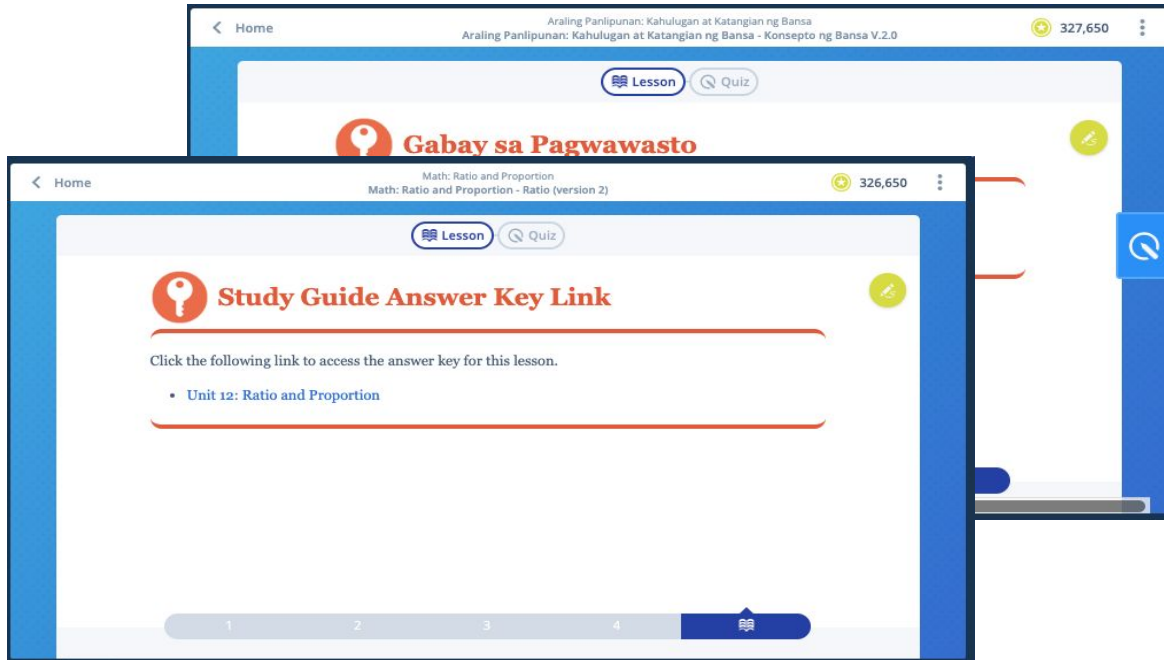 Home
Araling Panlipunan: Kahulugan at Katangian ng Bansa
Araling Panlipunan: Kahulugan at Katangian ng Bansa - Konsepto ng Bansa V.2.0
327,650
Lesson
Quiz
Gabay sa Pagwawasto
Home
Math: Ratio and Proportion
Math: Ratio and Proportion - Ratio (version 2)
326,650
Lesson
Quiz
Study Guide Answer Key Link
Click the following link to access the answer key for this lesson.
• Unit 12: Ratio and Proportion
1 2 3 4